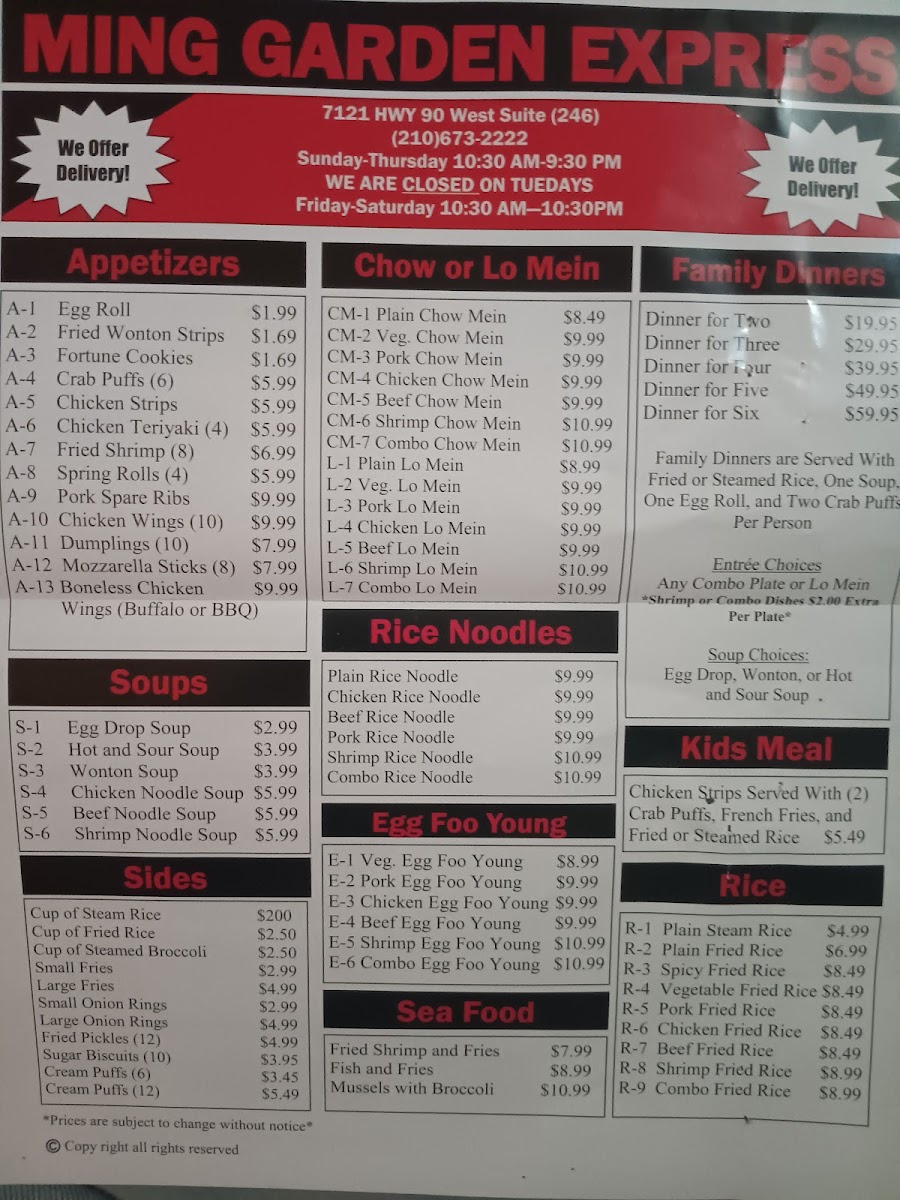 MING GARDEN EXPRESS
We Offer
Delivery!
7121 HWY 90 West Suite (246)
(210)673-2222
Sunday-Thursday 10:30 AM-9:30 PM
WE ARE CLOSED ON TUEDAYS
Friday-Saturday 10:30 AM—10:30PM
We Offer
Delivery!
Appetizers
A-1 Egg Roll $1.99
A-2 Fried Wonton Strips $1.69
A-3 Fortune Cookies $1.69
A-4 Crab Puffs (6) $5.99
A-5 Chicken Strips $5.99
A-6 Chicken Teriyaki (4) $5.99
A-7 Fried Shrimp (8) $6.99
A-8 Spring Rolls (4) $5.99
A-9 Pork Spare Ribs $9.99
A-10 Chicken Wings (10) $9.99
A-11 Dumplings (10) $7.99
A-12 Mozzarella Sticks (8) $7.99
A-13 Boneless Chicken $9.99
Wings (Buffalo or BBQ)
Soups
S-1 Egg Drop Soup $2.99
S-2 Hot and Sour Soup $3.99
S-3 Wonton Soup $3.99
S-4 Chicken Noodle Soup $5.99
S-5 Beef Noodle Soup $5.99
S-6 Shrimp Noodle Soup $5.99
Sides
Cup of Steam Rice $200
Cup of Fried Rice $2.50
Cup of Steamed Broccoli $2.50
Small Fries $2.99
Large Fries $4.99
Small Onion Rings $2.99
Large Onion Rings $4.99
Fried Pickles (12) $4.99
Sugar Biscuits (10) $3.95
Cream Puffs (6) $3.45
Cream Puffs (12) $5.49
*Prices are subject to change without notice*
© Copy right all rights reserved
Chow or Lo Mein
CM-1 Plain Chow Mein $8.49
CM-2 Veg. Chow Mein $9.99
CM-3 Pork Chow Mein $9.99
CM-4 Chicken Chow Mein $9.99
CM-5 Beef Chow Mein $9.99
CM-6 Shrimp Chow Mein $10.99
CM-7 Combo Chow Mein $10.99
L-1 Plain Lo Mein $8.99
L-2 Veg. Lo Mein $9.99
L-3 Pork Lo Mein $9.99
L-4 Chicken Lo Mein $9.99
L-5 Beef Lo Mein $9.99
L-6 Shrimp Lo Mein $10.99
L-7 Combo Lo Mein $10.99
Rice Noodles
Plain Rice Noodle $9.99
Chicken Rice Noodle $9.99
Beef Rice Noodle $9.99
Pork Rice Noodle $9.99
Shrimp Rice Noodle $10.99
Combo Rice Noodle $10.99
Egg Foo Young
E-1 Veg. Egg Foo Young $8.99
E-2 Pork Egg Foo Young $9.99
E-3 Chicken Egg Foo Young $9.99
E-4 Beef Egg Foo Young $9.99
E-5 Shrimp Egg Foo Young $10.99
E-6 Combo Egg Foo Young $10.99
Sea Food
Fried Shrimp and Fries $7.99
Fish and Fries $8.99
Mussels with Broccoli $10.99
Family Dinners
Dinner for Two $19.95
Dinner for Three $29.95
Dinner for Four $39.95
Dinner for Five $49.95
Dinner for Six $59.95
Family Dinners are Served With
Fried or Steamed Rice, One Soup,
One Egg Roll, and Two Crab Puffs
Per Person
Entrée Choices
Any Combo Plate or Lo Mein
*Shrimp or Combo Dishes $2.00 Extra
Per Plate*
Soup Choices:
Egg Drop, Wonton, or Hot
and Sour Soup .
Kids Meal
Chicken Strips Served With (2)
Crab Puffs, French Fries, and
Fried or Steamed Rice $5.49
Rice
R-1 Plain Steam Rice $4.99
R-2 Plain Fried Rice $6.99
R-3 Spicy Fried Rice $8.49
R-4 Vegetable Fried Rice $8.49
R-5 Pork Fried Rice $8.49
R-6 Chicken Fried Rice $8.49
R-7 Beef Fried Rice $8.49
R-8 Shrimp Fried Rice $8.99
R-9 Combo Fried Rice $8.99